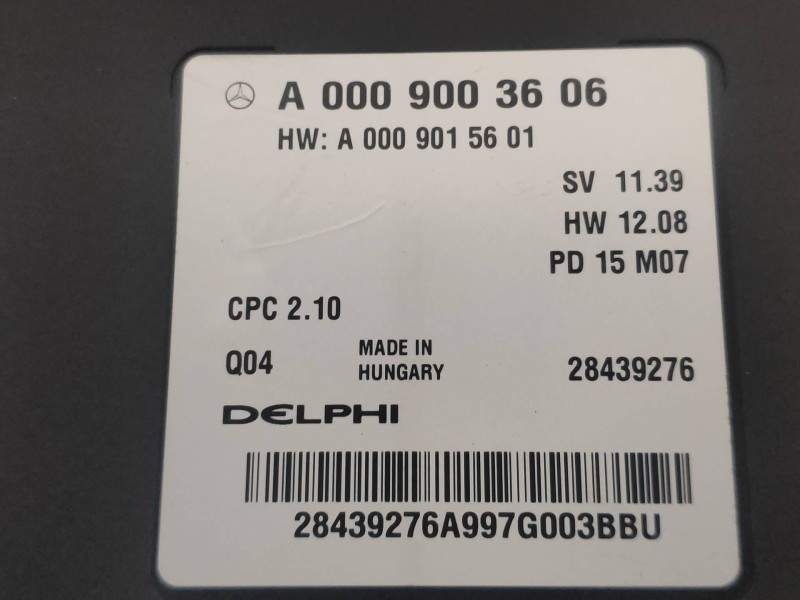 A 000 900 36 06
HW: A 000 901 56 01
SV 11.39
HW 12.08
PD 15 M07
CPC 2.10
Q04
MADE IN
HUNGARY
28439276
DELPHI
28439276A997G003BBU